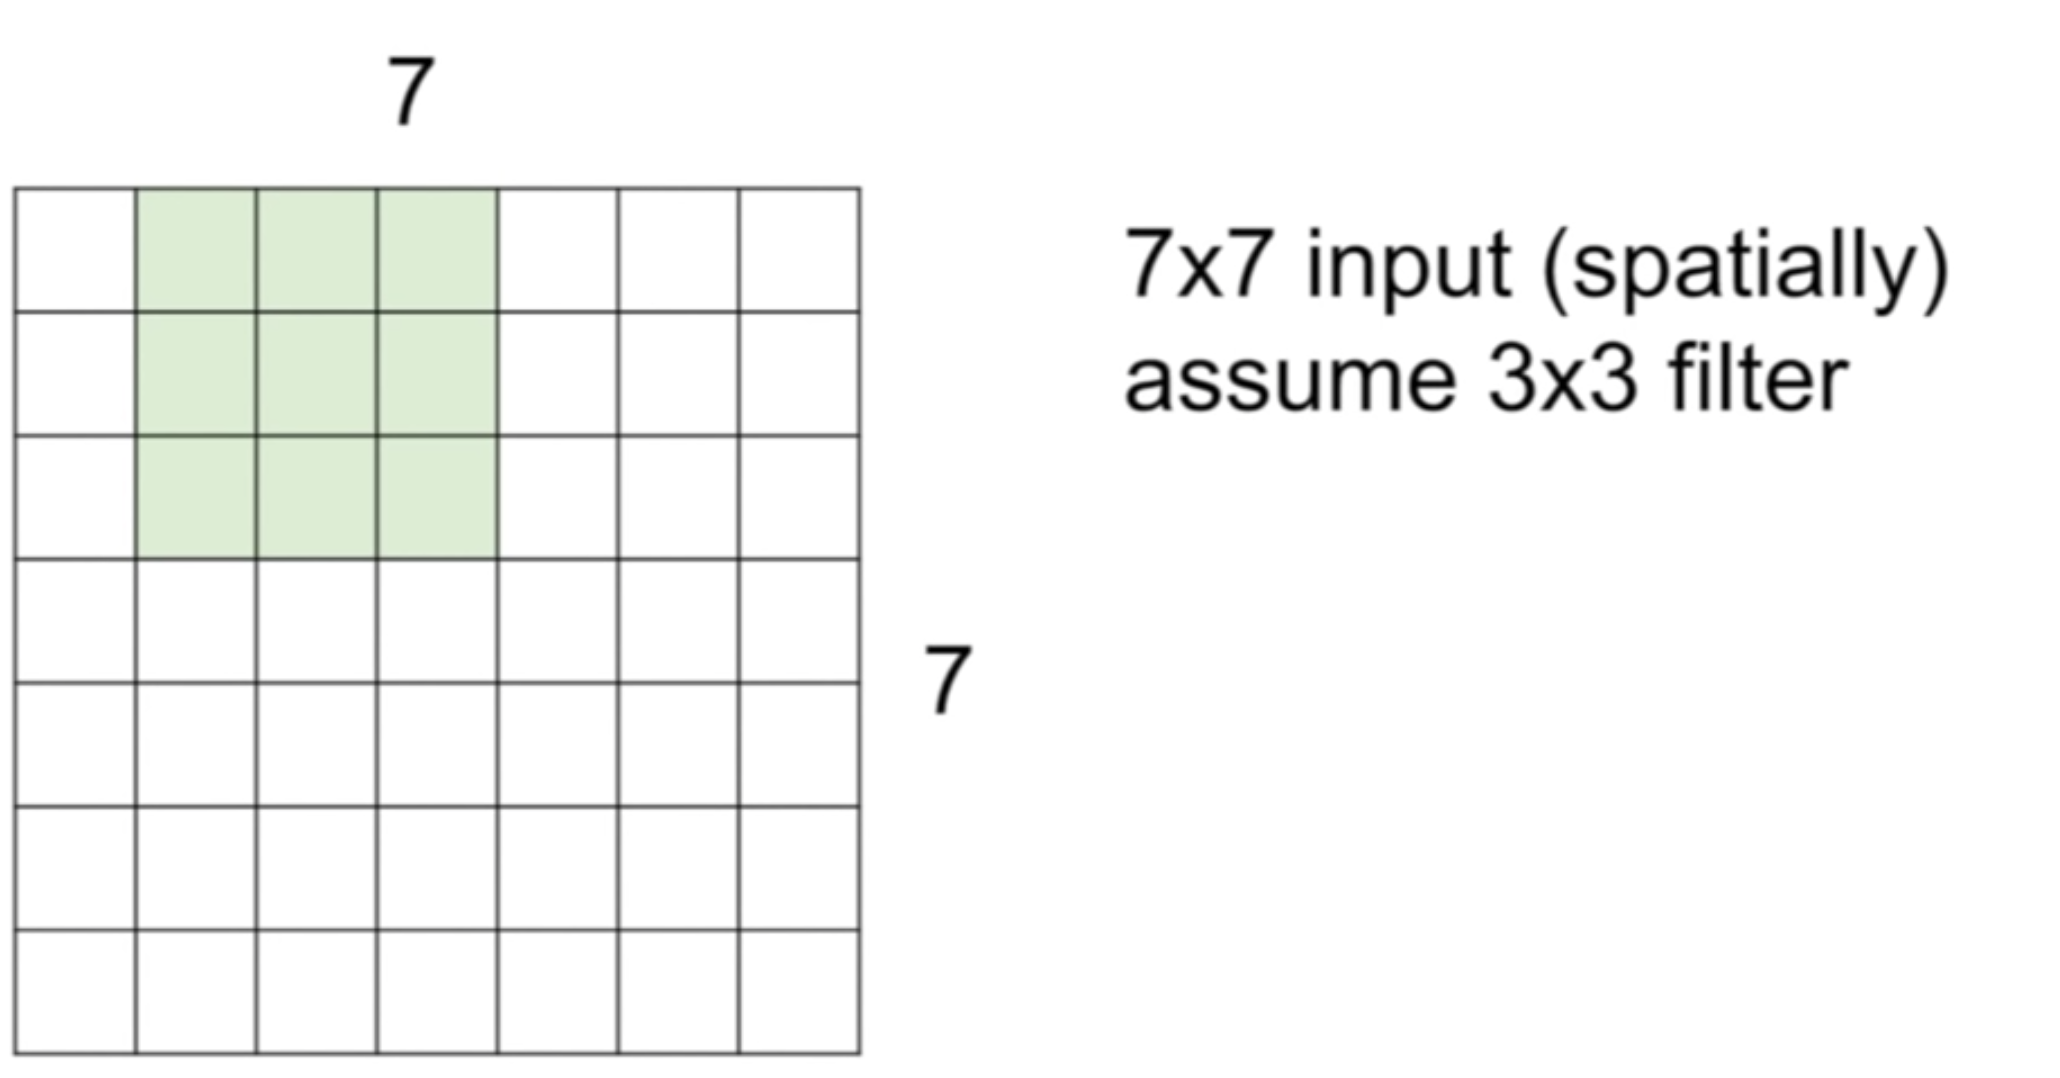 7
7x7 input (spatially)
assume 3x3 filter
7